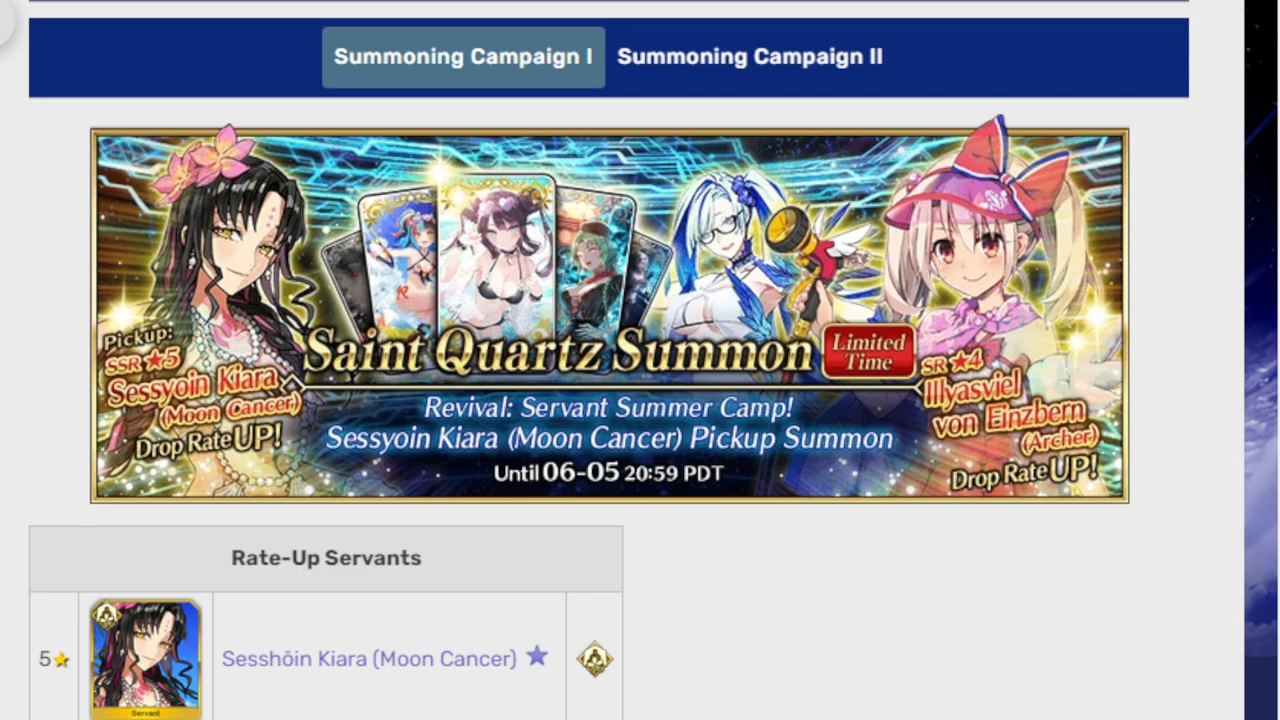 Summoning Campaign I
Summoning Campaign II
Pickup:
SSR ★5
Sessyoin Kiara
(Moon Cancer)
Drop Rate UP!
Saint Quartz Summon
Limited
Time
Revival: Servant Summer Camp!
Sessyoin Kiara (Moon Cancer) Pickup Summon
Until 06-05 20:59 PDT
SR ★4
Illyasviel
von Einzbern
(Archer)
Drop Rate UP!
Rate-Up Servants
5★
Servant
Sesshōin Kiara (Moon Cancer) ★